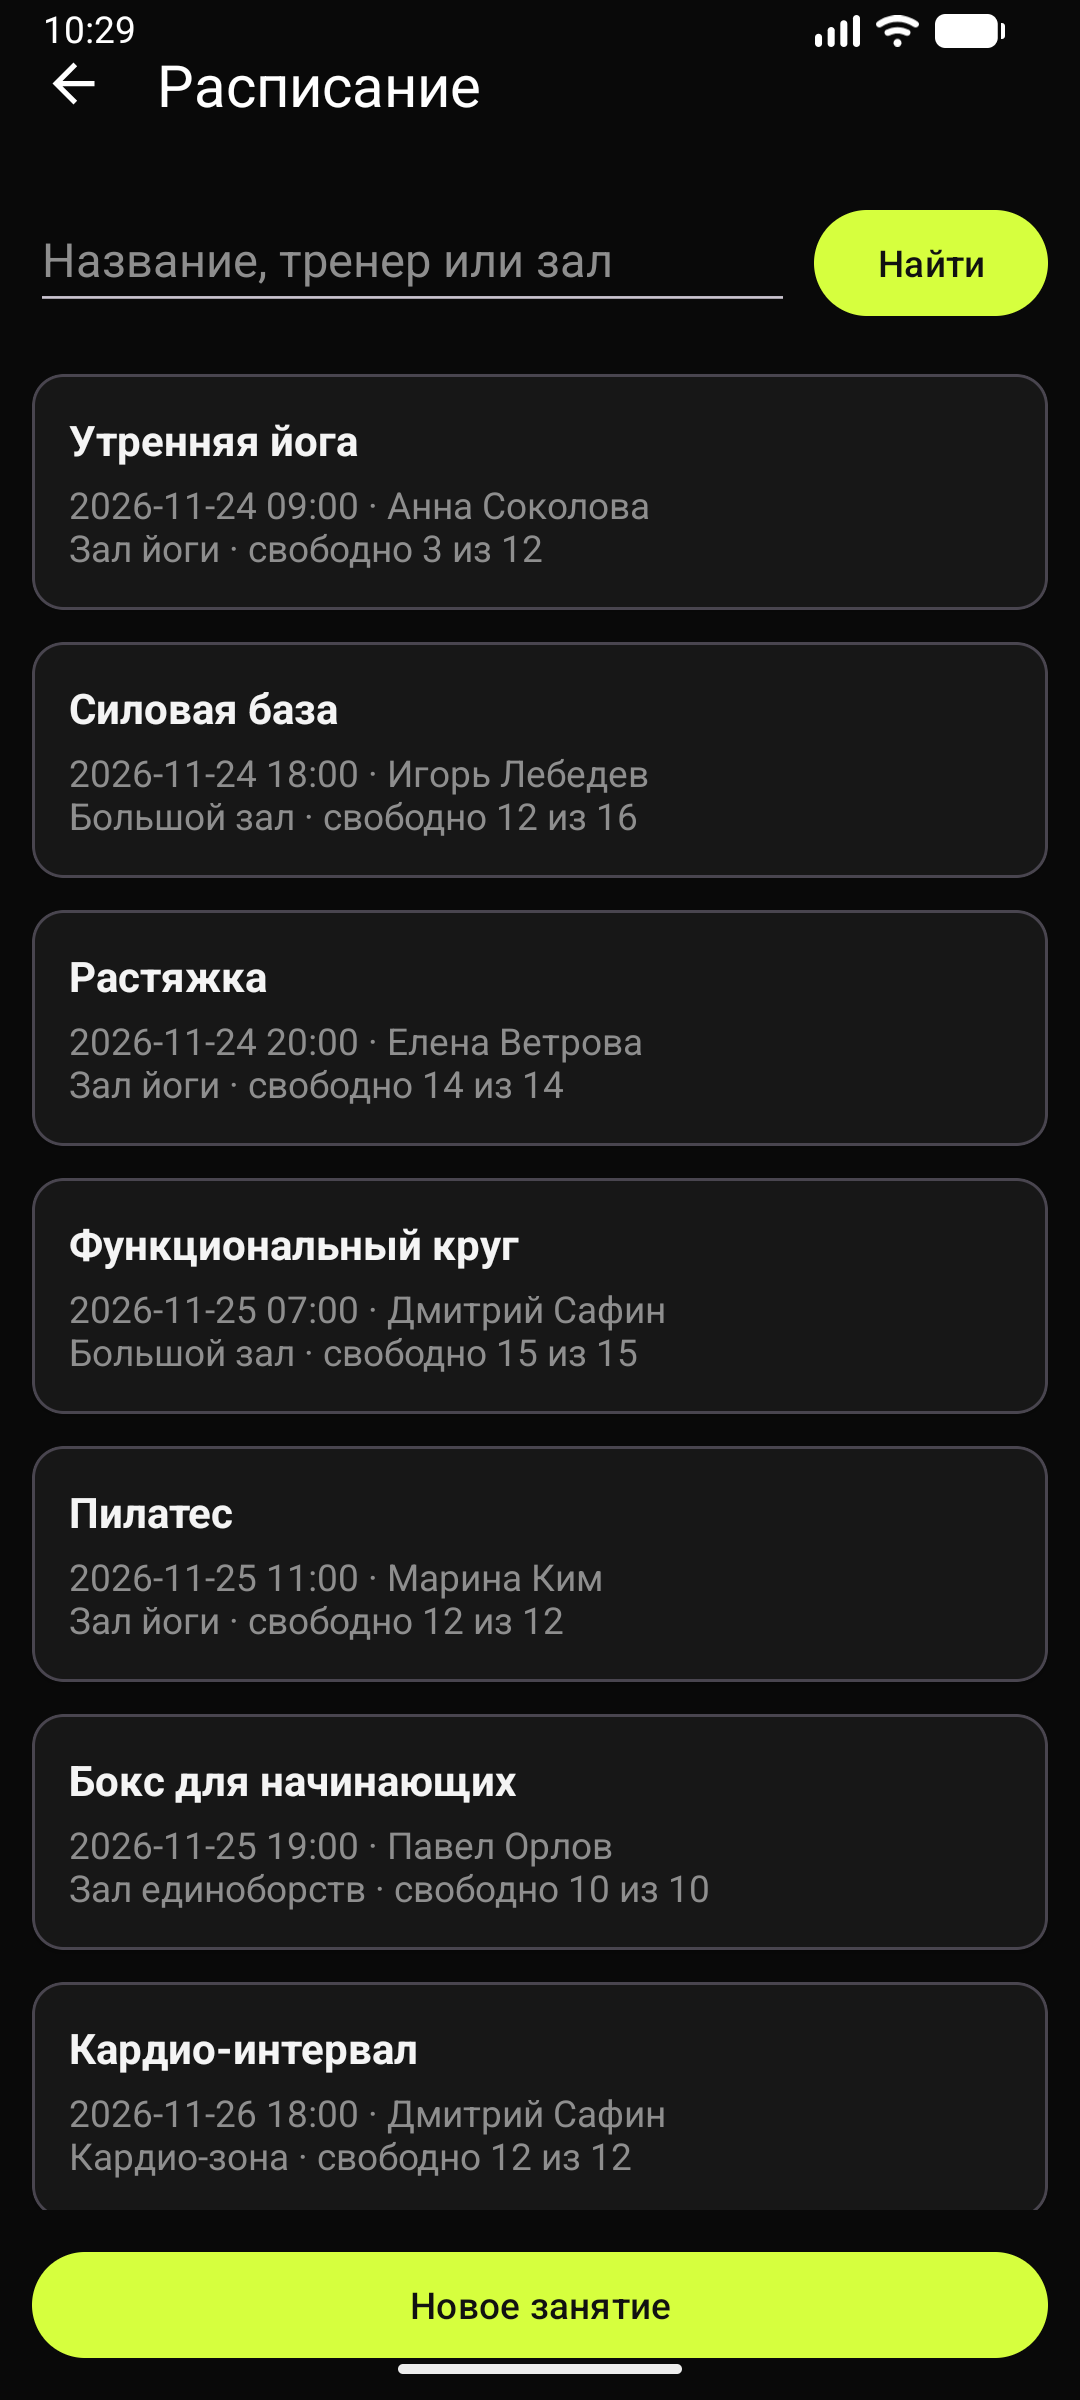 10:29
Расписание
Название, тренер или зал
Найти
Утренняя йога
2026-11-24 09:00 · Анна Соколова
Зал йоги · свободно 3 из 12
Силовая база
2026-11-24 18:00 · Игорь Лебедев
Большой зал · свободно 12 из 16
Растяжка
2026-11-24 20:00 · Елена Ветрова
Зал йоги · свободно 14 из 14
Функциональный круг
2026-11-25 07:00 · Дмитрий Сафин
Большой зал · свободно 15 из 15
Пилатес
2026-11-25 11:00 · Марина Ким
Зал йоги · свободно 12 из 12
Бокс для начинающих
2026-11-25 19:00 · Павел Орлов
Зал единоборств · свободно 10 из 10
Кардио-интервал
2026-11-26 18:00 · Дмитрий Сафин
Кардио-зона · свободно 12 из 12
Новое занятие